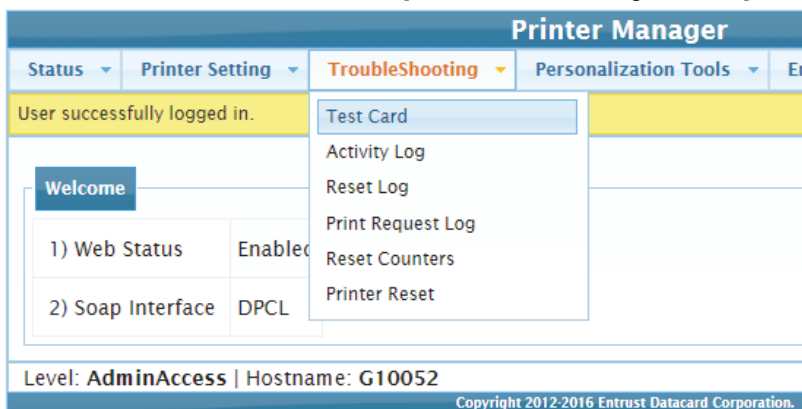 Printer Manager
Status Printer Setting TroubleShooting Personalization Tools
User successfully logged in.
Test Card
Activity Log
Reset Log
Print Request Log
Reset Counters
Printer Reset
Welcome
1) Web Status Enabled
2) Soap Interface DPCL
Level: AdminAccess | Hostname: G10052
Copyright 2012-2016 Entrust Datacard Corporation.